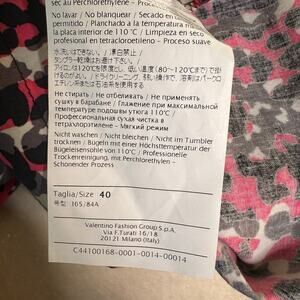 sec au Perchlorethylène - Proc
No lavar / No blanquear / Secado en
permitido / Planchado a la temperatura má
la placa interior de 110°C / Limpieza en seco
profesional en tetracloroetileno - Proceso suave
水洗いはできない。/ 漂白禁止 /
タンブラー乾燥はお避け下さい。
アイロンは120℃を限度とし、低い温度(80~120℃まで)で掛
けるのがよい。/ ドライクリーニング、弱い操作で、溶剤はパークロ
エチレン又は石油系を使用する
Не стирать / Не отбеливать / Не применять
сушку в барабане / Глажение при максимальной
температуре подошвы утюга 110°C /
Профессиональная сухая чистка в
тетрахлорэтилене - Мягкий режим
Nicht waschen / Nicht bleichen / Nicht im Tumbler
trocknen / Bügeln mit einer Höchsttemperatur der
Bügeleisensohle von 110°C / Professionelle
Trockenreinigung, mit Perchlorethylen -
Schonender Prozess
Taglia/Size 40
号型: 165/84A
Valentino Fashion Group S.p.A.
Via F.Turati 16/18
20121 Milano (Italy)
C44100168-0001-0014-00014